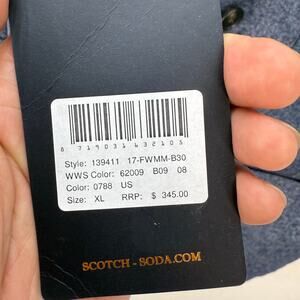 8 719031 432103
Style: 139411 17-FWMM-B30
WWS Color: 62009 B09 08
Color: 0788 US
Size: XL RRP: $ 345.00
SCOTCH - SODA.COM